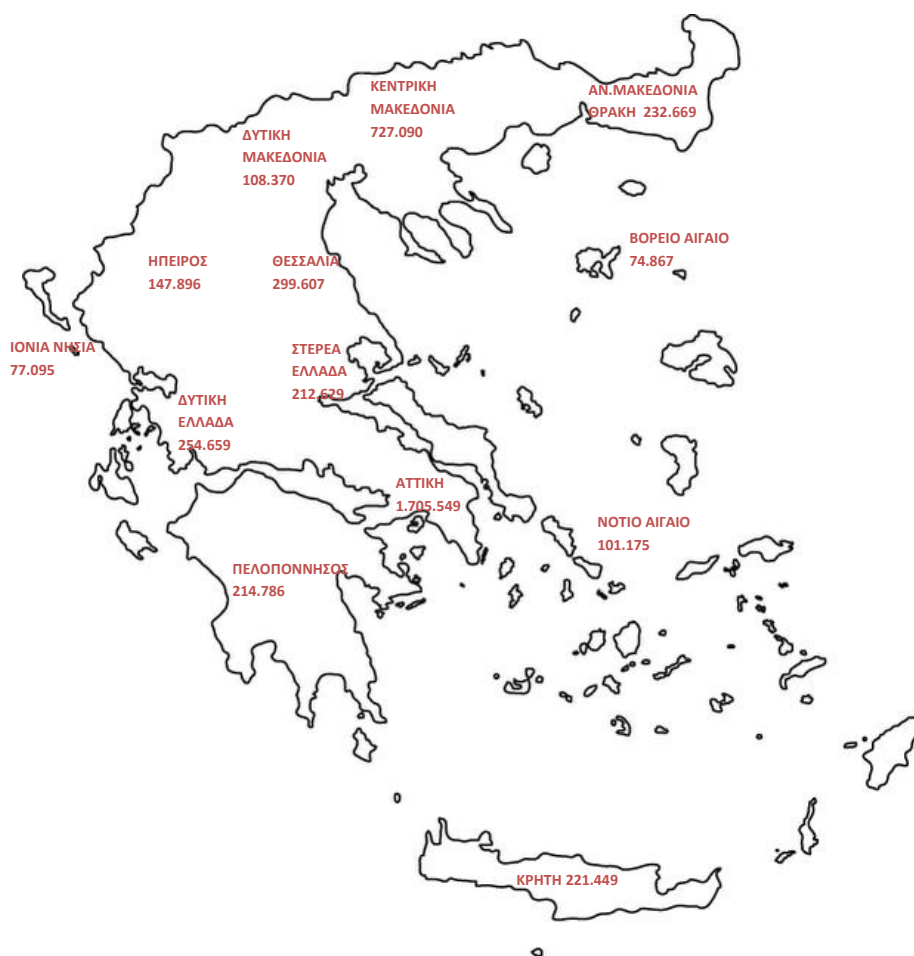 ΚΕΝΤΡΙΚΗ
ΜΑΚΕΔΟΝΙΑ
727.090
ΑΝ.ΜΑΚΕΔΟΝΙΑ
ΘΡΑΚΗ 232.669
ΔΥΤΙΚΗ
ΜΑΚΕΔΟΝΙΑ
108.370
ΒΟΡΕΙΟ ΑΙΓΑΙΟ
74.867
ΗΠΕΙΡΟΣ
147.896
ΘΕΣΣΑΛΙΑ
299.607
ΙΟΝΙΑ ΝΗΣΙΑ
77.095
ΣΤΕΡΕΑ
ΕΛΛΑΔΑ
212.629
ΔΥΤΙΚΗ
ΕΛΛΑΔΑ
254.659
ΑΤΤΙΚΗ
1.705.549
ΝΟΤΙΟ ΑΙΓΑΙΟ
101.175
ΠΕΛΟΠΟΝΝΗΣΟΣ
214.786
ΚΡΗΤΗ 221.449